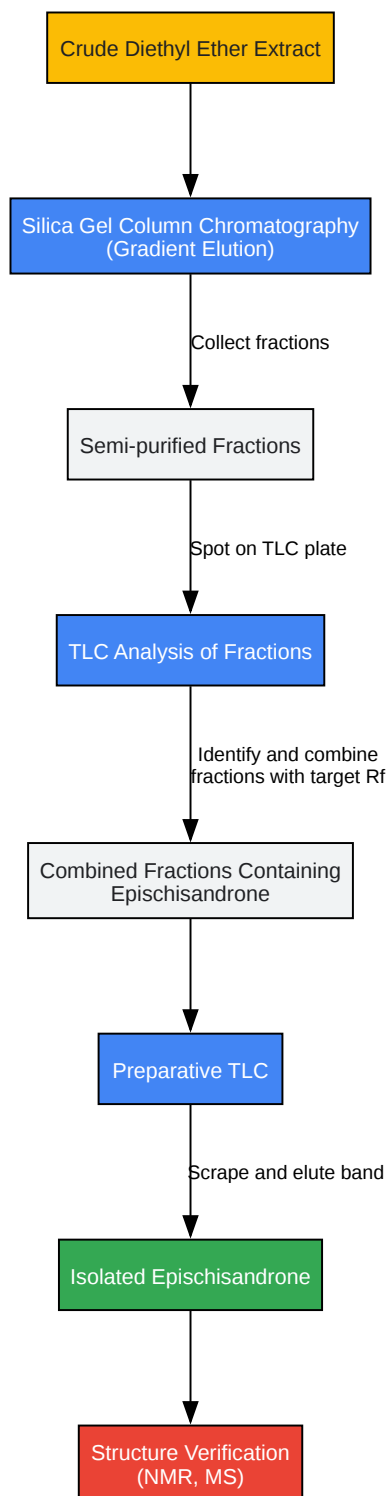 Crude Diethyl Ether Extract
Silica Gel Column Chromatography
(Gradient Elution)
Collect fractions
Semi-purified Fractions
Spot on TLC plate
TLC Analysis of Fractions
Identify and combine
fractions with target Rf
Combined Fractions Containing
Epischisandrone
Preparative TLC
Scrape and elute band
Isolated Epischisandrone
Structure Verification
(NMR, MS)